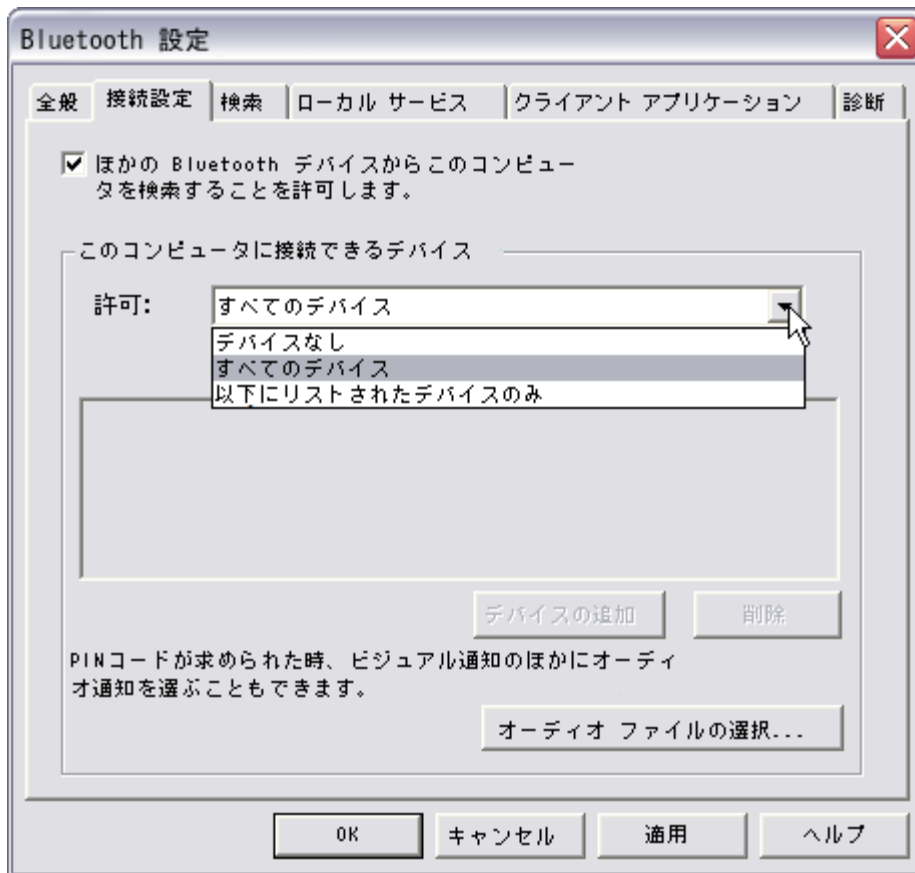 Bluetooth 設定
全般 接続設定 検索 ローカル サービス クライアント アプリケーション 診断
ほかの Bluetooth デバイスからこのコンピュー
タを検索することを許可します。
このコンピュータに接続できるデバイス
許可: すべてのデバイス
デバイスなし
すべてのデバイス
以下にリストされたデバイスのみ
デバイスの追加 削除
PINコードが求められた時、ビジュアル通知のほかにオーディ
オ通知を選ぶこともできます。
オーディオ ファイルの選択...
OK キャンセル 適用 ヘルプ